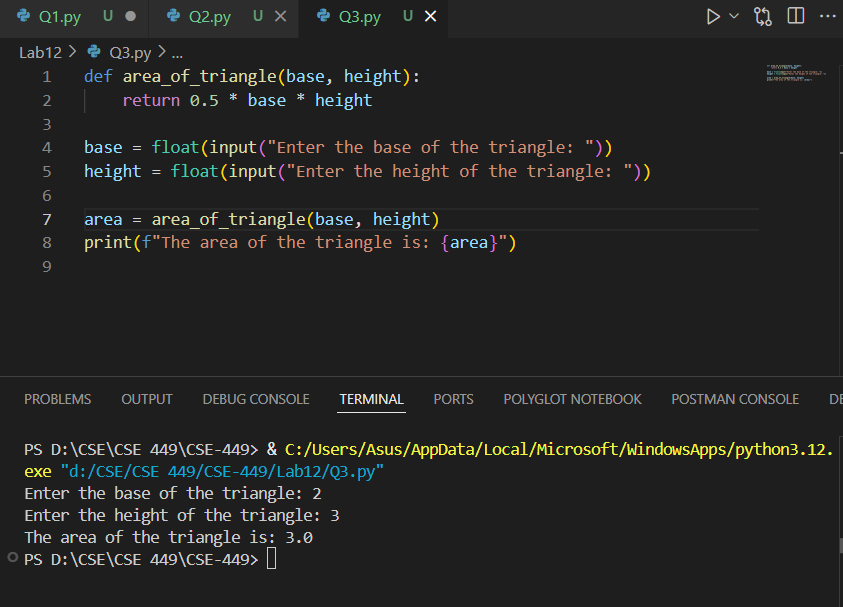 Q1.py U Q2.py U Q3.py U
Lab12 > Q3.py > ...
1 def area_of_triangle(base, height):
2     return 0.5 * base * height
3
4 base = float(input("Enter the base of the triangle: "))
5 height = float(input("Enter the height of the triangle: "))
6
7 area = area_of_triangle(base, height)
8 print(f"The area of the triangle is: {area}")
9
PROBLEMS OUTPUT DEBUG CONSOLE TERMINAL PORTS POLYGLOT NOTEBOOK POSTMAN CONSOLE DE
PS D:\CSE\CSE 449\CSE-449> & C:/Users/Asus/AppData/Local/Microsoft/WindowsApps/python3.12.
exe "d:/CSE/CSE 449/CSE-449/Lab12/Q3.py"
Enter the base of the triangle: 2
Enter the height of the triangle: 3
The area of the triangle is: 3.0
PS D:\CSE\CSE 449\CSE-449>